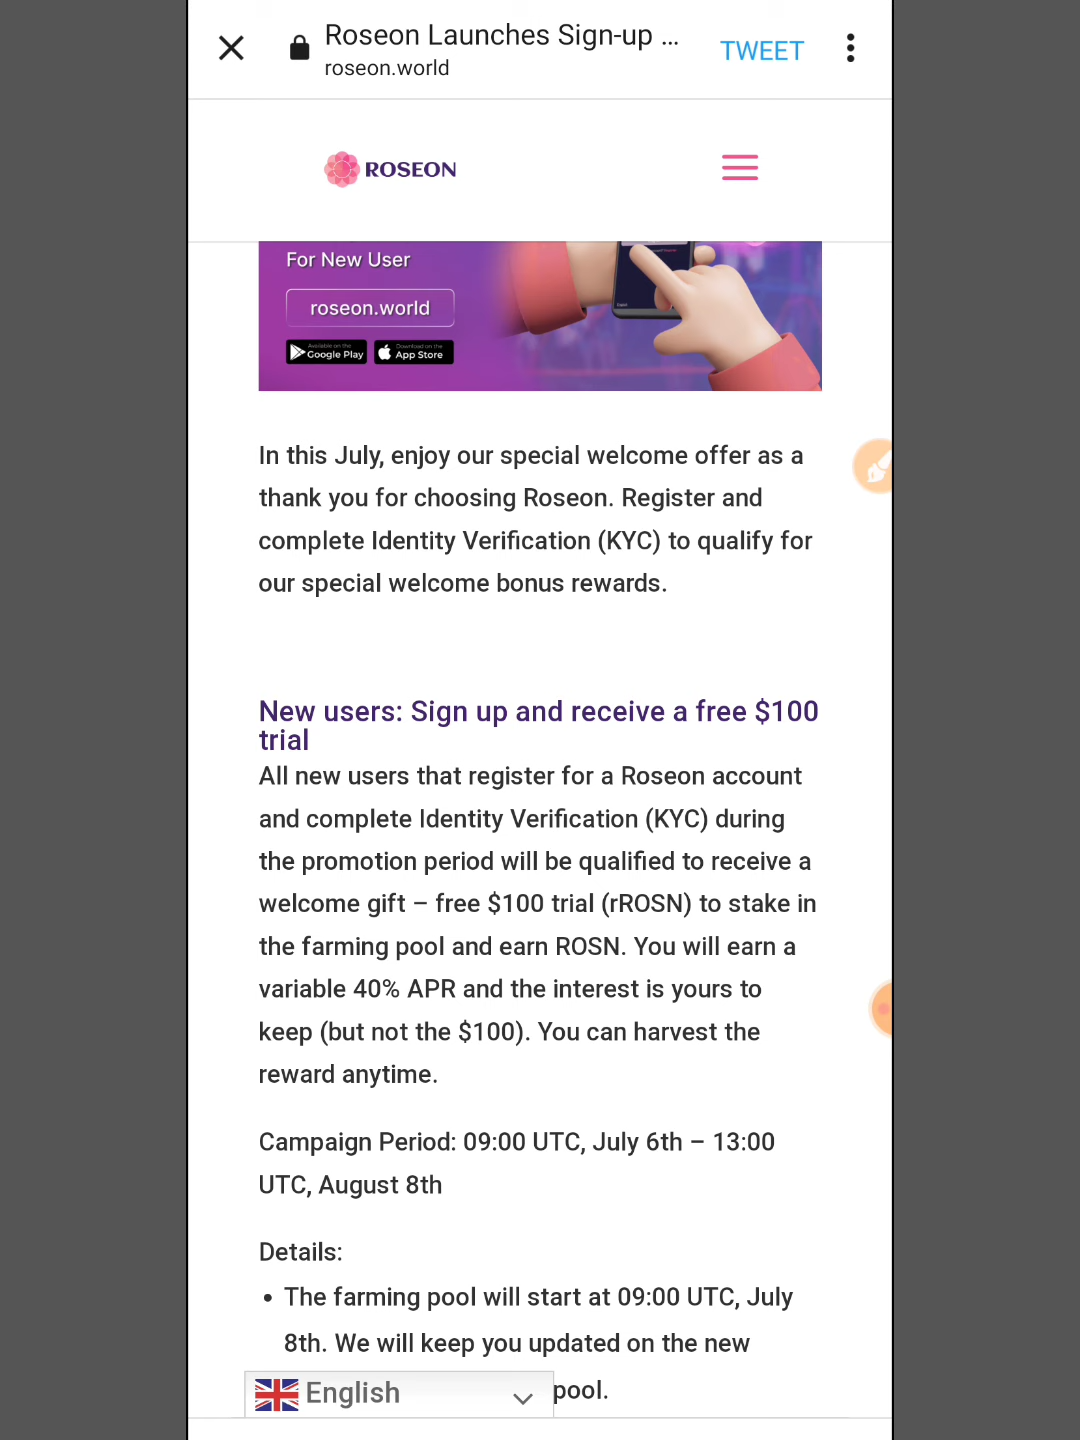 Roseon Launches Sign-up ...
roseon.world
TWEET
ROSEON
For New User
roseon.world
Available on the
Google Play
Download on the
App Store
In this July, enjoy our special welcome offer as a
thank you for choosing Roseon. Register and
complete Identity Verification (KYC) to qualify for
our special welcome bonus rewards.
New users: Sign up and receive a free $100
trial
All new users that register for a Roseon account
and complete Identity Verification (KYC) during
the promotion period will be qualified to receive a
welcome gift – free $100 trial (rROSN) to stake in
the farming pool and earn ROSN. You will earn a
variable 40% APR and the interest is yours to
keep (but not the $100). You can harvest the
reward anytime.
Campaign Period: 09:00 UTC, July 6th – 13:00
UTC, August 8th
Details:
• The farming pool will start at 09:00 UTC, July
8th. We will keep you updated on the new
pool.
English